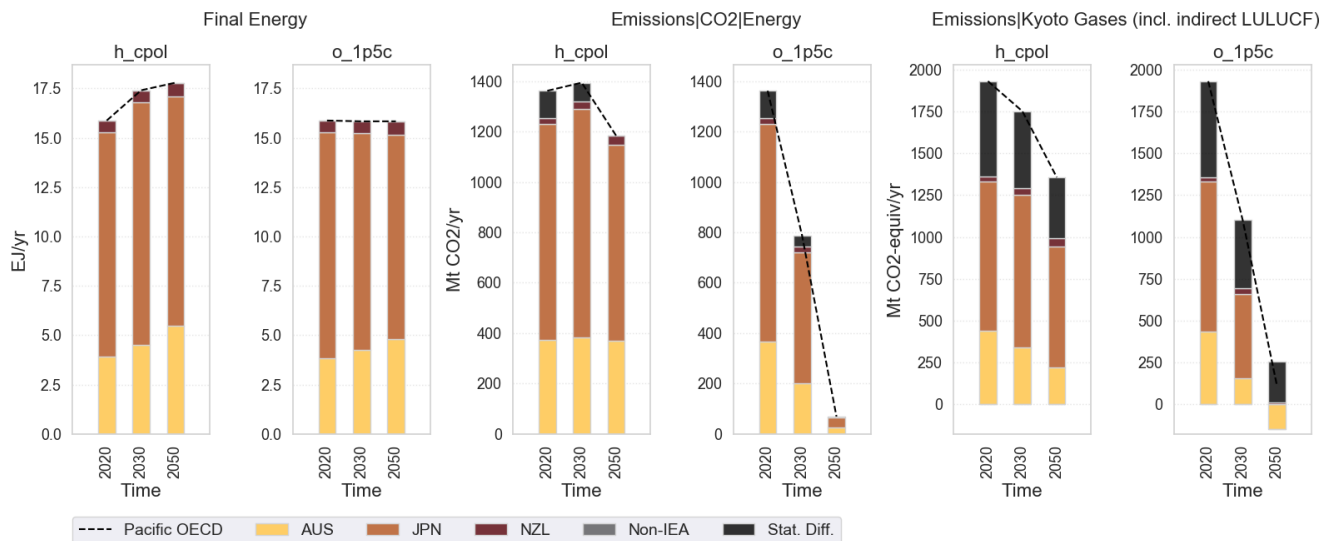 Final Energy
Emissions|CO2|Energy
Emissions|Kyoto Gases (incl. indirect LULUCF)
h_cpol
o_1p5c
h_cpol
o_1p5c
h_cpol
o_1p5c
EJ/yr
17.5
15.0
12.5
10.0
7.5
5.0
2.5
0.0
2020
2030
2050
Time
17.5
15.0
12.5
10.0
7.5
5.0
2.5
0.0
2020
2030
2050
Time
Mt CO2/yr
1400
1200
1000
800
600
400
200
0
2020
2030
2050
Time
1400
1200
1000
800
600
400
200
0
2020
2030
2050
Time
Mt CO2-equiv/yr
2000
1750
1500
1250
1000
750
500
250
0
2020
2030
2050
Time
2000
1750
1500
1250
1000
750
500
250
0
2020
2030
2050
Time
Pacific OECD
AUS
JPN
NZL
Non-IEA
Stat. Diff.